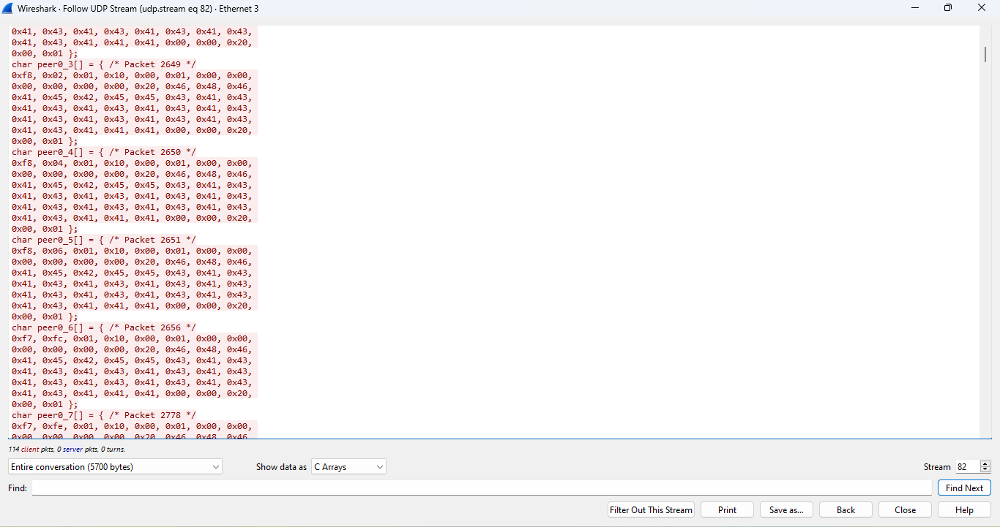 Wireshark · Follow UDP Stream (udp.stream eq 82) · Ethernet 3
0x41, 0x43, 0x41, 0x43, 0x41, 0x43, 0x41, 0x43,
0x41, 0x43, 0x41, 0x41, 0x41, 0x00, 0x00, 0x20,
0x00, 0x01 };
char peer0_3[] = { /* Packet 2649 */
0xf8, 0x02, 0x01, 0x10, 0x00, 0x01, 0x00, 0x00,
0x00, 0x00, 0x00, 0x00, 0x20, 0x46, 0x48, 0x46,
0x41, 0x45, 0x42, 0x45, 0x45, 0x43, 0x41, 0x43,
0x41, 0x43, 0x41, 0x43, 0x41, 0x43, 0x41, 0x43,
0x41, 0x43, 0x41, 0x43, 0x41, 0x43, 0x41, 0x43,
0x41, 0x43, 0x41, 0x41, 0x41, 0x00, 0x00, 0x20,
0x00, 0x01 };
char peer0_4[] = { /* Packet 2650 */
0xf8, 0x04, 0x01, 0x10, 0x00, 0x01, 0x00, 0x00,
0x00, 0x00, 0x00, 0x00, 0x20, 0x46, 0x48, 0x46,
0x41, 0x45, 0x42, 0x45, 0x45, 0x43, 0x41, 0x43,
0x41, 0x43, 0x41, 0x43, 0x41, 0x43, 0x41, 0x43,
0x41, 0x43, 0x41, 0x43, 0x41, 0x43, 0x41, 0x43,
0x41, 0x43, 0x41, 0x41, 0x41, 0x00, 0x00, 0x20,
0x00, 0x01 };
char peer0_5[] = { /* Packet 2651 */
0xf8, 0x06, 0x01, 0x10, 0x00, 0x01, 0x00, 0x00,
0x00, 0x00, 0x00, 0x00, 0x20, 0x46, 0x48, 0x46,
0x41, 0x45, 0x42, 0x45, 0x45, 0x43, 0x41, 0x43,
0x41, 0x43, 0x41, 0x43, 0x41, 0x43, 0x41, 0x43,
0x41, 0x43, 0x41, 0x43, 0x41, 0x43, 0x41, 0x43,
0x41, 0x43, 0x41, 0x41, 0x41, 0x00, 0x00, 0x20,
0x00, 0x01 };
char peer0_6[] = { /* Packet 2656 */
0xf7, 0xfc, 0x01, 0x10, 0x00, 0x01, 0x00, 0x00,
0x00, 0x00, 0x00, 0x00, 0x20, 0x46, 0x48, 0x46,
0x41, 0x45, 0x42, 0x45, 0x45, 0x43, 0x41, 0x43,
0x41, 0x43, 0x41, 0x43, 0x41, 0x43, 0x41, 0x43,
0x41, 0x43, 0x41, 0x43, 0x41, 0x43, 0x41, 0x43,
0x41, 0x43, 0x41, 0x41, 0x41, 0x00, 0x00, 0x20,
0x00, 0x01 };
char peer0_7[] = { /* Packet 2778 */
0xf7, 0xfe, 0x01, 0x10, 0x00, 0x01, 0x00, 0x00,
0x00 0x00 0x00 0x00 0x20 0x46 0x48 0x46
114 client pkts, 0 server pkts, 0 turns.
Entire conversation (5700 bytes) Show data as C Arrays Stream 82
Find: Find Next
Filter Out This Stream Print Save as... Back Close Help